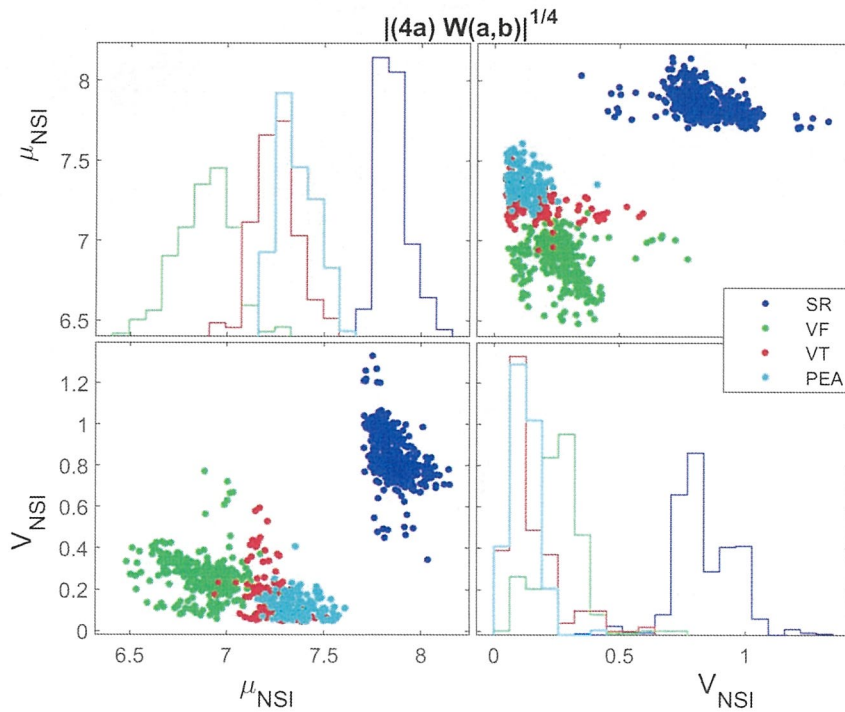 |(4a) W(a,b)|^1/4
μNSI
8
7.5
7
6.5
SR
VF
VT
PEA
VNSI
1.2
1
0.8
0.6
0.4
0.2
0
6.5 7 7.5 8
0 0.5 1
μNSI
VNSI